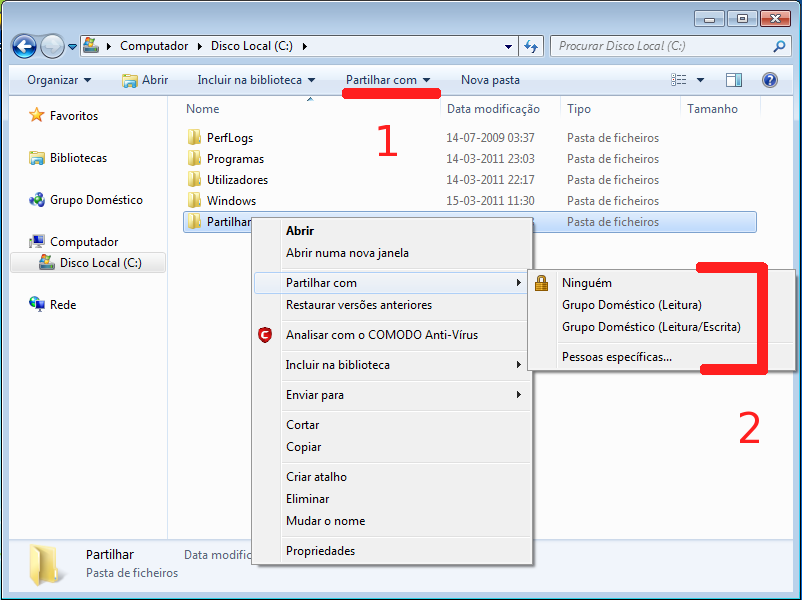 Computador Disco Local (C:)
Procurar Disco Local (C:)
Organizar Abrir Incluir na biblioteca Partilhar com Nova pasta
1
Favoritos
Bibliotecas
Grupo Doméstico
Computador
Disco Local (C:)
Rede
Nome Data modificação Tipo Tamanho
PerfLogs 14-07-2009 03:37 Pasta de ficheiros
Programas 14-03-2011 23:03 Pasta de ficheiros
Utilizadores 14-03-2011 22:17 Pasta de ficheiros
Windows 15-03-2011 11:30 Pasta de ficheiros
Partilhar Pasta de ficheiros
Abrir
Abrir numa nova janela
Partilhar com
Restaurar versões anteriores
Analisar com o COMODO Anti-Vírus
Incluir na biblioteca
Enviar para
Cortar
Copiar
Criar atalho
Eliminar
Mudar o nome
Propriedades
Ninguém
Grupo Doméstico (Leitura)
Grupo Doméstico (Leitura/Escrita)
Pessoas específicas...
2
Partilhar Data modific
Pasta de ficheiros